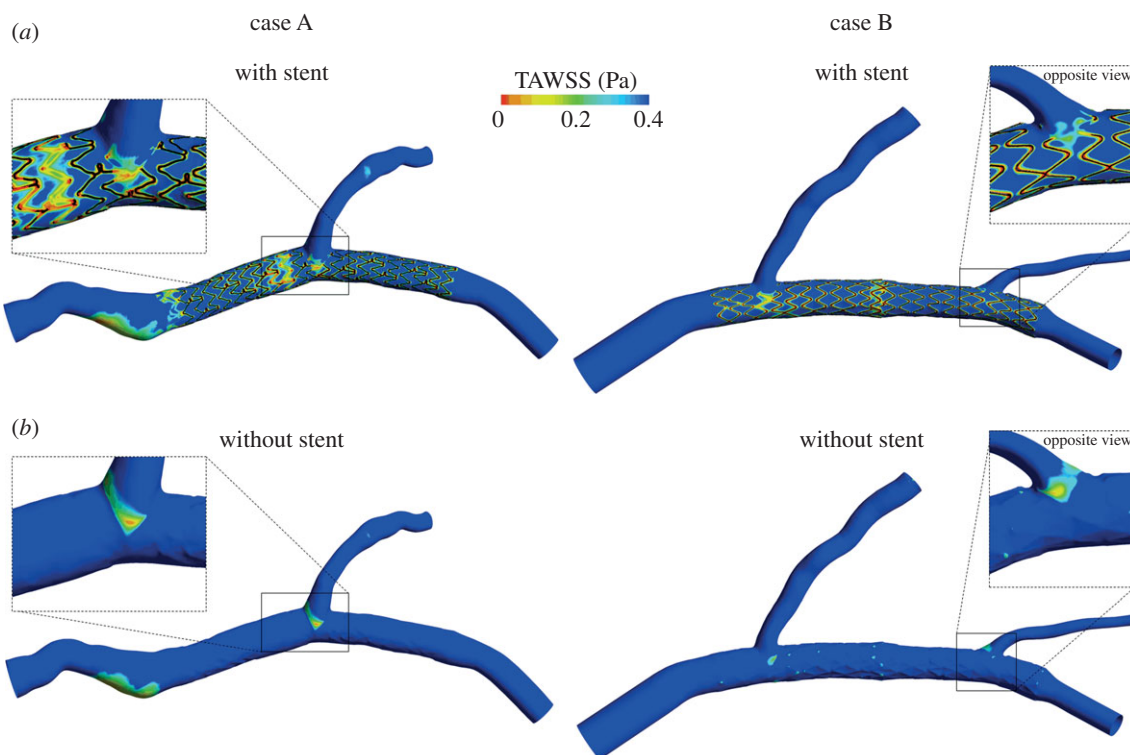 case A
case B
(a)
with stent
with stent
TAWSS (Pa)
0
0.2
0.4
opposite view
(b)
without stent
without stent
opposite view